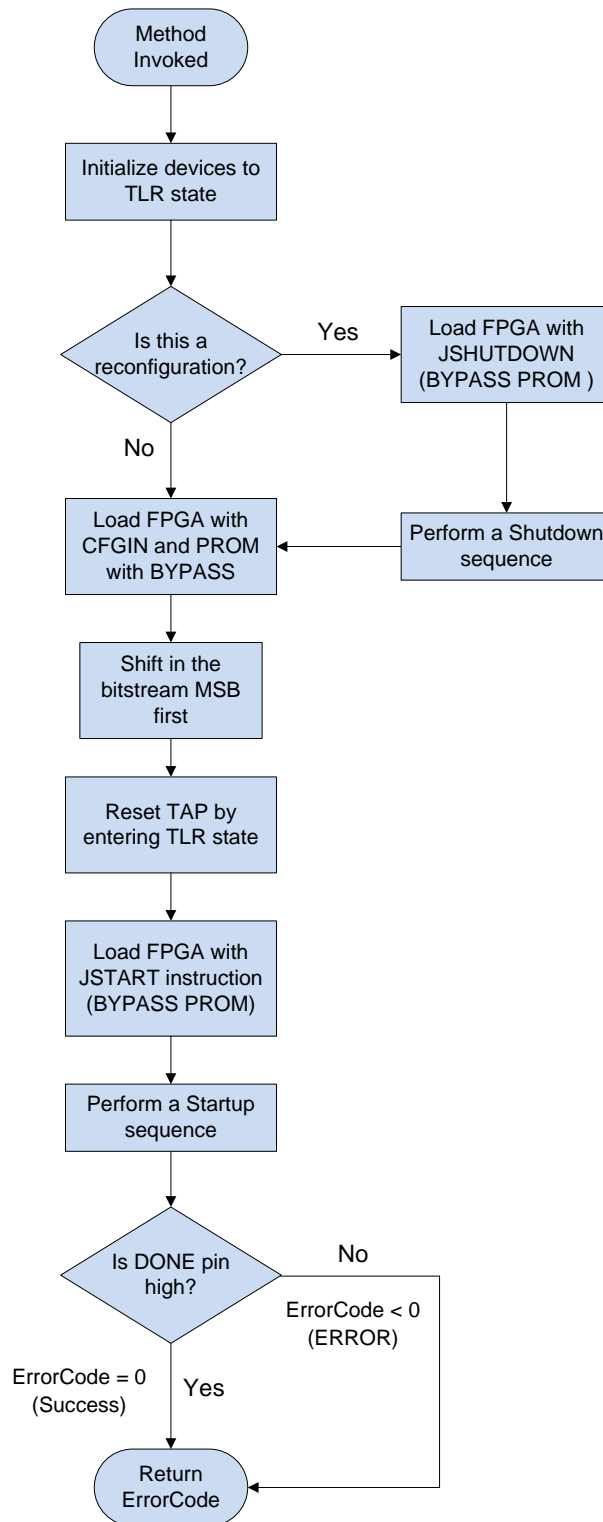 Method
Invoked
Initialize devices to
TLR state
Is this a
reconfiguration?
Yes
Load FPGA with
JSHUTDOWN
(BYPASS PROM )
No
Load FPGA with
CFGIN and PROM
with BYPASS
Perform a Shutdown
sequence
Shift in the
bitstream MSB
first
Reset TAP by
entering TLR state
Load FPGA with
JSTART instruction
(BYPASS PROM)
Perform a Startup
sequence
Is DONE pin
high?
No
ErrorCode < 0
(ERROR)
ErrorCode = 0
(Success)
Yes
Return
ErrorCode